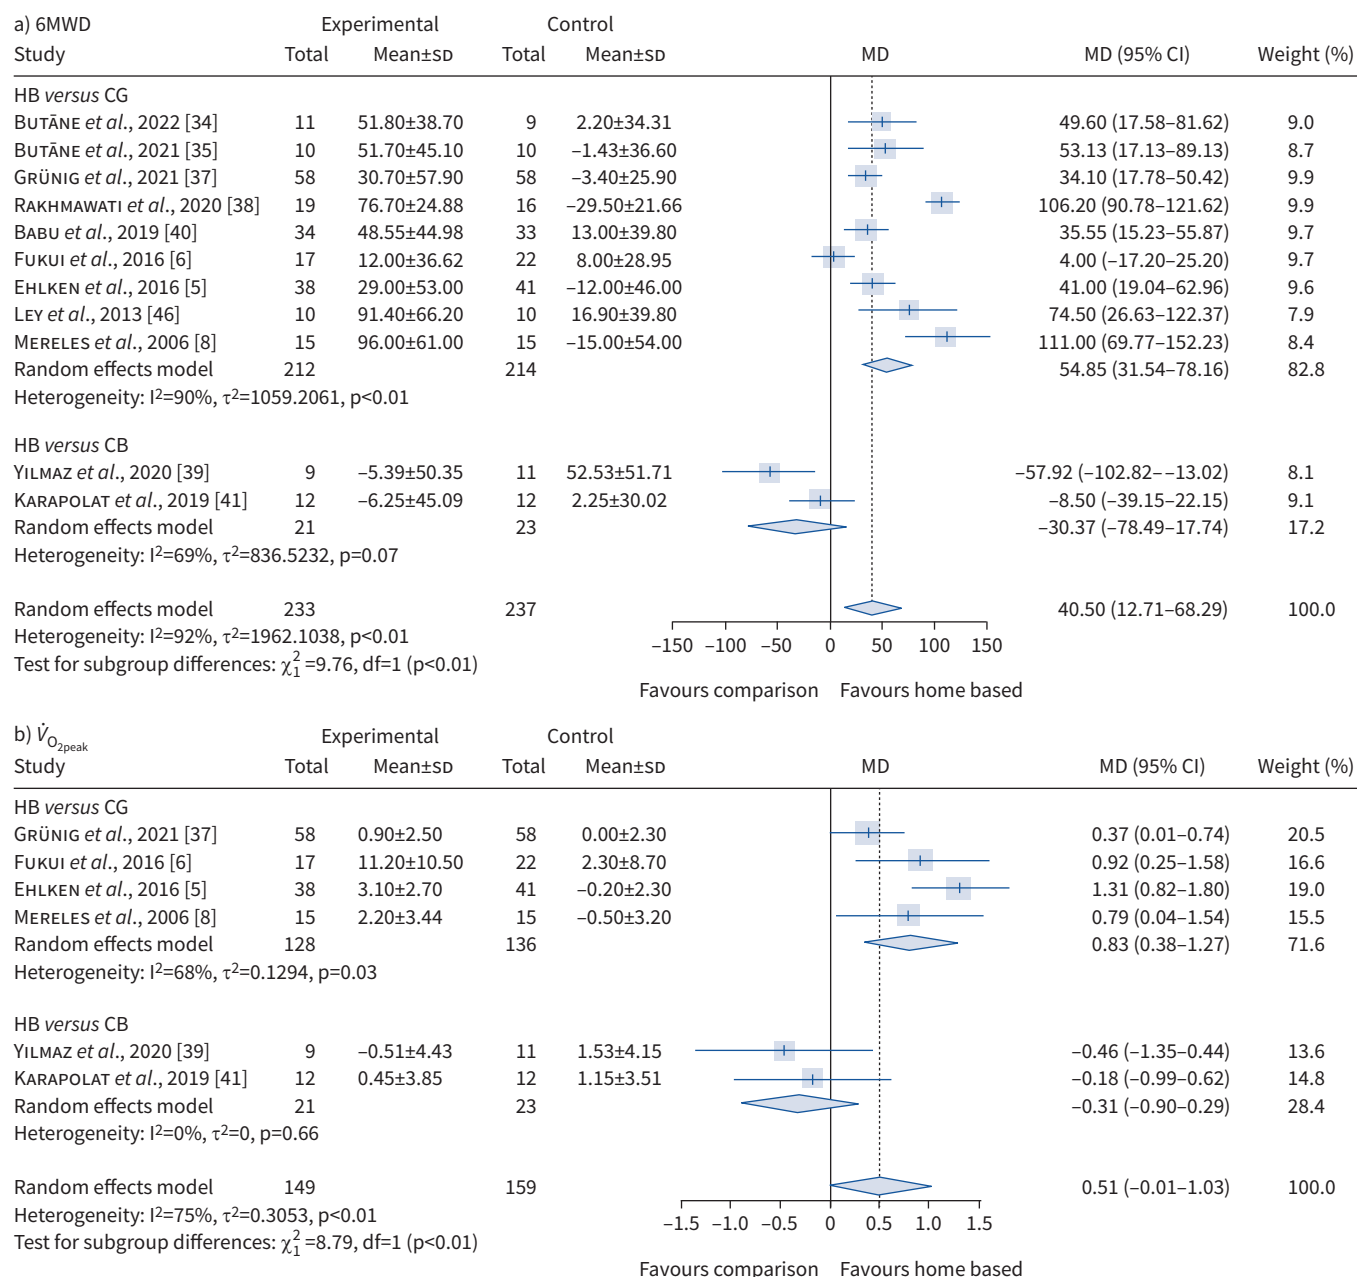 a) 6MWD Experimental Control
Study Total Mean±SD Total Mean±SD MD MD (95% CI) Weight (%)
HB versus CG
BUTĀNE et al., 2022 [34] 11 51.80±38.70 9 2.20±34.31 49.60 (17.58–81.62) 9.0
BUTĀNE et al., 2021 [35] 10 51.70±45.10 10 –1.43±36.60 53.13 (17.13–89.13) 8.7
GRÜNIG et al., 2021 [37] 58 30.70±57.90 58 –3.40±25.90 34.10 (17.78–50.42) 9.9
RAKHMAWATI et al., 2020 [38] 19 76.70±24.88 16 –29.50±21.66 106.20 (90.78–121.62) 9.9
BABU et al., 2019 [40] 34 48.55±44.98 33 13.00±39.80 35.55 (15.23–55.87) 9.7
FUKUI et al., 2016 [6] 17 12.00±36.62 22 8.00±28.95 4.00 (–17.20–25.20) 9.7
EHLKEN et al., 2016 [5] 38 29.00±53.00 41 –12.00±46.00 41.00 (19.04–62.96) 9.6
LEY et al., 2013 [46] 10 91.40±66.20 10 16.90±39.80 74.50 (26.63–122.37) 7.9
MERELES et al., 2006 [8] 15 96.00±61.00 15 –15.00±54.00 111.00 (69.77–152.23) 8.4
Random effects model 212 214 54.85 (31.54–78.16) 82.8
Heterogeneity: I²=90%, τ²=1059.2061, p<0.01
HB versus CB
YILMAZ et al., 2020 [39] 9 –5.39±50.35 11 52.53±51.71 –57.92 (–102.82––13.02) 8.1
KARAPOLAT et al., 2019 [41] 12 –6.25±45.09 12 2.25±30.02 –8.50 (–39.15–22.15) 9.1
Random effects model 21 23 –30.37 (–78.49–17.74) 17.2
Heterogeneity: I²=69%, τ²=836.5232, p=0.07
Random effects model 233 237 40.50 (12.71–68.29) 100.0
Heterogeneity: I²=92%, τ²=1962.1038, p<0.01
–150 –100 –50 0 50 100 150
Test for subgroup differences: χ₁²=9.76, df=1 (p<0.01)
Favours comparison Favours home based
b) V̇O₂peak Experimental Control
Study Total Mean±SD Total Mean±SD MD MD (95% CI) Weight (%)
HB versus CG
GRÜNIG et al., 2021 [37] 58 0.90±2.50 58 0.00±2.30 0.37 (0.01–0.74) 20.5
FUKUI et al., 2016 [6] 17 11.20±10.50 22 2.30±8.70 0.92 (0.25–1.58) 16.6
EHLKEN et al., 2016 [5] 38 3.10±2.70 41 –0.20±2.30 1.31 (0.82–1.80) 19.0
MERELES et al., 2006 [8] 15 2.20±3.44 15 –0.50±3.20 0.79 (0.04–1.54) 15.5
Random effects model 128 136 0.83 (0.38–1.27) 71.6
Heterogeneity: I²=68%, τ²=0.1294, p=0.03
HB versus CB
YILMAZ et al., 2020 [39] 9 –0.51±4.43 11 1.53±4.15 –0.46 (–1.35–0.44) 13.6
KARAPOLAT et al., 2019 [41] 12 0.45±3.85 12 1.15±3.51 –0.18 (–0.99–0.62) 14.8
Random effects model 21 23 –0.31 (–0.90–0.29) 28.4
Heterogeneity: I²=0%, τ²=0, p=0.66
Random effects model 149 159 0.51 (–0.01–1.03) 100.0
Heterogeneity: I²=75%, τ²=0.3053, p<0.01
–1.5 –1.0 –0.5 0 0.5 1.0 1.5
Test for subgroup differences: χ₁²=8.79, df=1 (p<0.01)
Favours comparison Favours home based